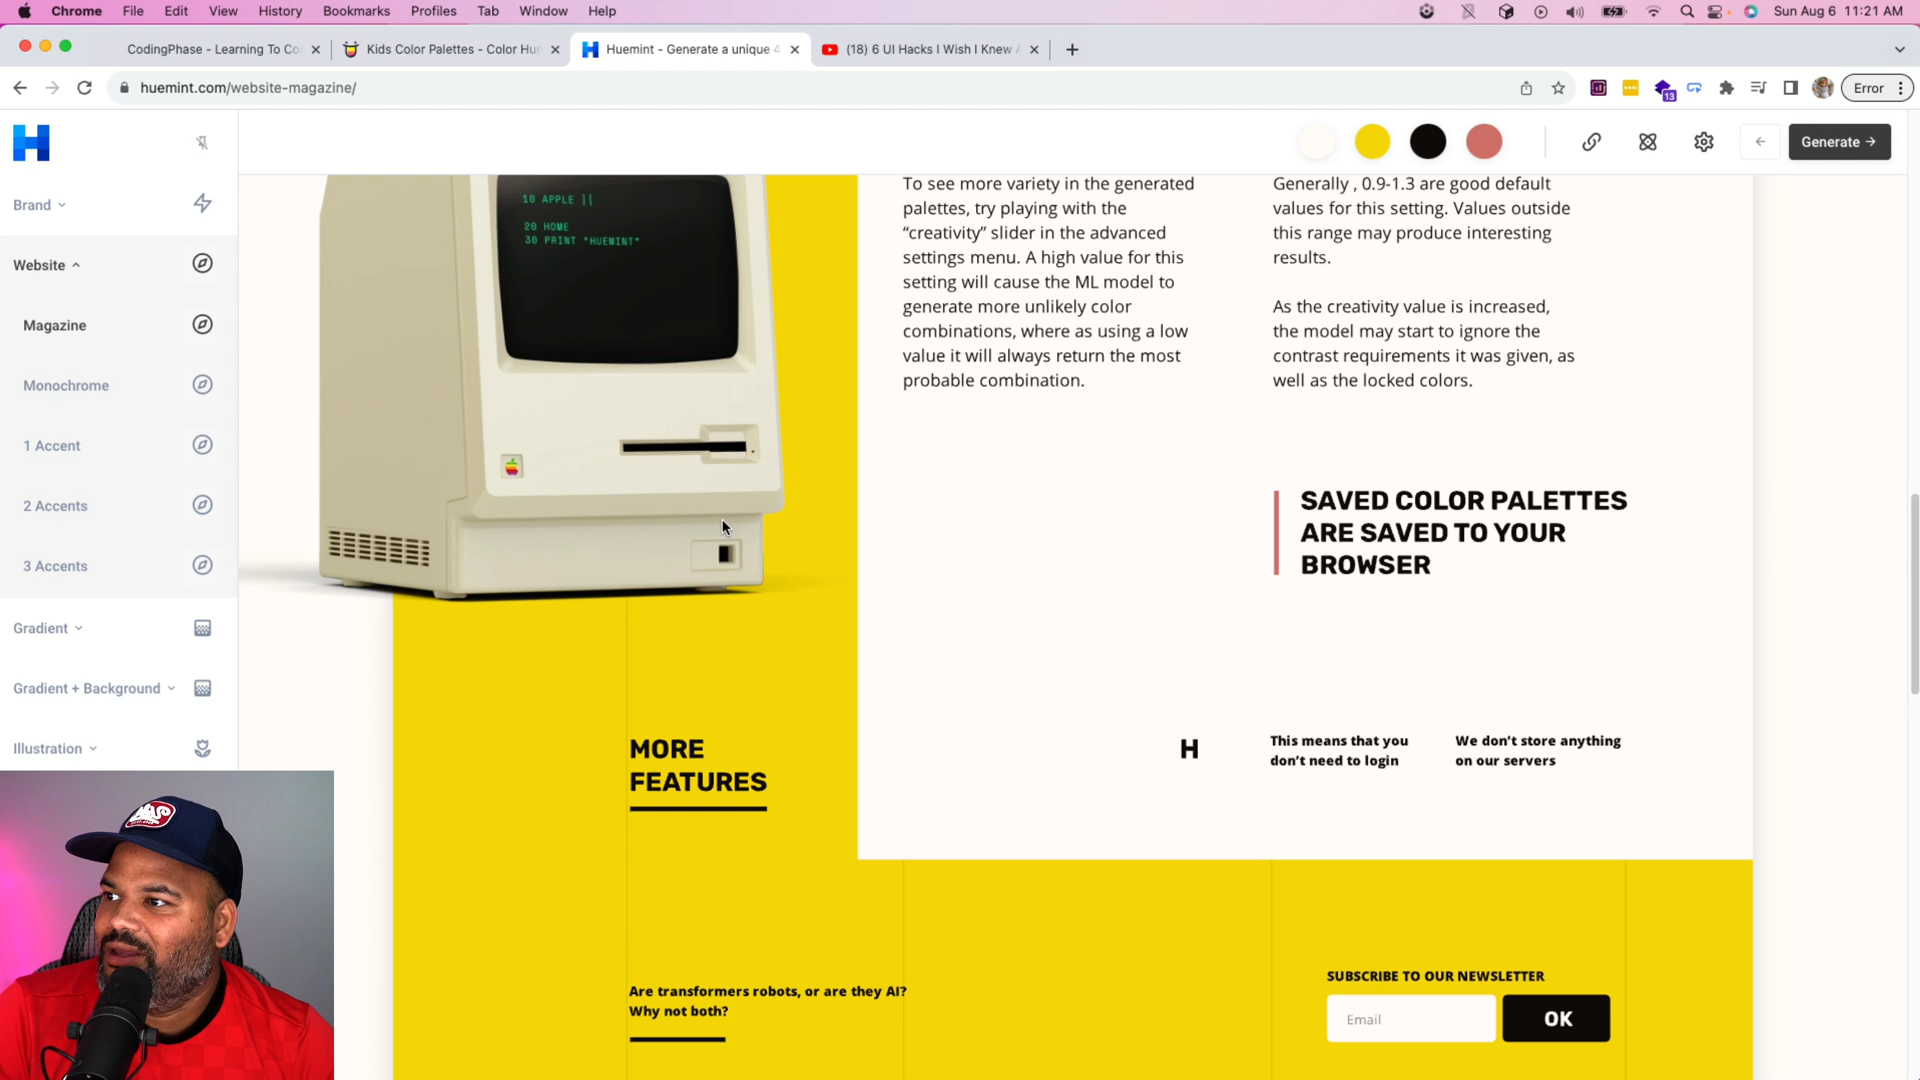 Chrome File Edit View History Bookmarks Profiles Tab Window Help
Sun Aug 6 11:21 AM
CodingPhase - Learning To Co
Kids Color Palettes - Color Hun
Huemint - Generate a unique 4
(18) 6 UI Hacks I Wish I Knew
huemint.com/website-magazine/
13
Error
Generate →
Brand
Website
Magazine
Monochrome
1 Accent
2 Accents
3 Accents
Gradient
Gradient + Background
Illustration
10 APPLE ][
20 HOME
30 PRINT "HUEMINT"
To see more variety in the generated
palettes, try playing with the
“creativity” slider in the advanced
settings menu. A high value for this
setting will cause the ML model to
generate more unlikely color
combinations, where as using a low
value it will always return the most
probable combination.
Generally , 0.9-1.3 are good default
values for this setting. Values outside
this range may produce interesting
results.
As the creativity value is increased,
the model may start to ignore the
contrast requirements it was given, as
well as the locked colors.
SAVED COLOR PALETTES
ARE SAVED TO YOUR
BROWSER
MORE
FEATURES
H
This means that you
don’t need to login
We don’t store anything
on our servers
Are transformers robots, or are they AI?
Why not both?
SUBSCRIBE TO OUR NEWSLETTER
Email
OK